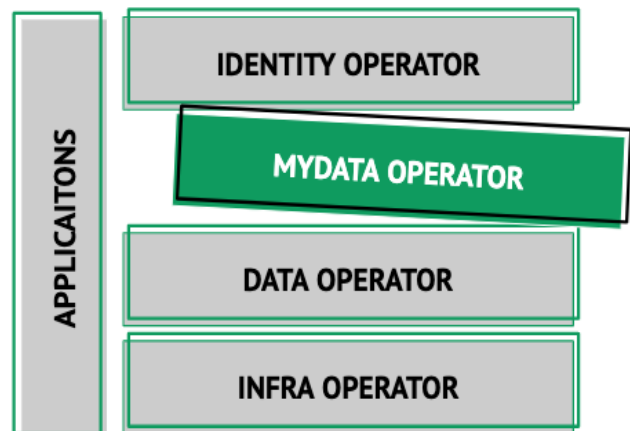 APPLICAITONS
IDENTITY OPERATOR
MYDATA OPERATOR
DATA OPERATOR
INFRA OPERATOR